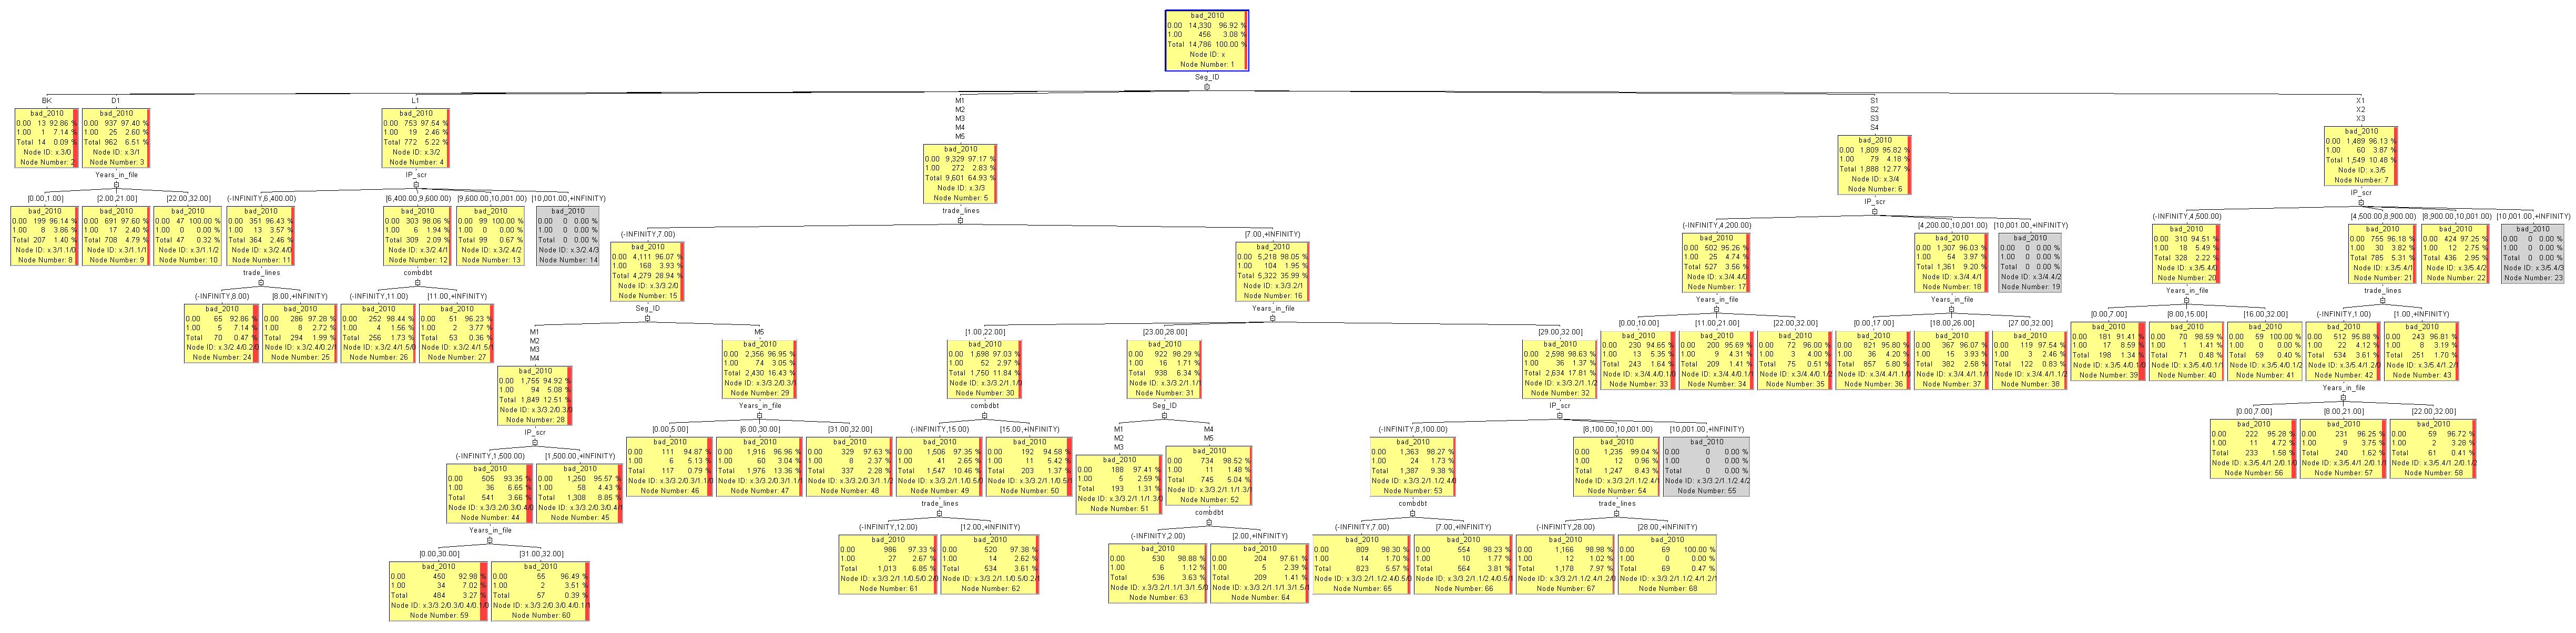 bad_2010
0.00 14,330 96.92 %
1.00 456 3.08 %
Total 14,786 100.00 %
Node ID: x
Node Number: 1
Seg_ID
BK
bad_2010
0.00 13 92.86 %
1.00 1 7.14 %
Total 14 0.09 %
Node ID: x.3/0
Node Number: 2
D1
bad_2010
0.00 937 97.40 %
1.00 25 2.60 %
Total 962 6.51 %
Node ID: x.3/1
Node Number: 3
Years_in_file
L1
bad_2010
0.00 753 97.54 %
1.00 19 2.46 %
Total 772 5.22 %
Node ID: x.3/2
Node Number: 4
IP_scr
M1
M2
M3
M4
M5
bad_2010
0.00 9,329 97.17 %
1.00 272 2.83 %
Total 9,601 64.93 %
Node ID: x.3/3
Node Number: 5
trade_lines
S1
S2
S3
S4
bad_2010
0.00 1,809 95.82 %
1.00 79 4.18 %
Total 1,888 12.77 %
Node ID: x.3/4
Node Number: 6
IP_scr
X1
X2
X3
bad_2010
0.00 1,489 96.13 %
1.00 60 3.87 %
Total 1,549 10.48 %
Node ID: x.3/5
Node Number: 7
IP_scr
[0.00,1.00]
bad_2010
0.00 199 96.14 %
1.00 8 3.86 %
Total 207 1.40 %
Node ID: x.3/1.1/0
Node Number: 8
[2.00,21.00]
bad_2010
0.00 691 97.60 %
1.00 17 2.40 %
Total 708 4.79 %
Node ID: x.3/1.1/1
Node Number: 9
[22.00,32.00]
bad_2010
0.00 47 100.00 %
1.00 0 0.00 %
Total 47 0.32 %
Node ID: x.3/1.1/2
Node Number: 10
(-INFINITY,6,400.00)
bad_2010
0.00 351 96.43 %
1.00 13 3.57 %
Total 364 2.46 %
Node ID: x.3/2.4/0
Node Number: 11
trade_lines
[6,400.00,9,600.00)
bad_2010
0.00 303 98.06 %
1.00 6 1.94 %
Total 309 2.09 %
Node ID: x.3/2.4/1
Node Number: 12
combdbt
[9,600.00,10,001.00)
bad_2010
0.00 99 100.00 %
1.00 0 0.00 %
Total 99 0.67 %
Node ID: x.3/2.4/2
Node Number: 13
[10,001.00,+INFINITY)
bad_2010
0.00 0 0.00 %
1.00 0 0.00 %
Total 0 0.00 %
Node ID: x.3/2.4/3
Node Number: 14
(-INFINITY,7.00)
bad_2010
0.00 4,111 96.07 %
1.00 168 3.93 %
Total 4,279 28.94 %
Node ID: x.3/3.2/0
Node Number: 15
Seg_ID
[7.00,+INFINITY)
bad_2010
0.00 5,218 98.05 %
1.00 104 1.95 %
Total 5,322 35.99 %
Node ID: x.3/3.2/1
Node Number: 16
Years_in_file
(-INFINITY,4,200.00)
bad_2010
0.00 502 95.26 %
1.00 25 4.74 %
Total 527 3.56 %
Node ID: x.3/4.4/0
Node Number: 17
Years_in_file
[4,200.00,10,001.00)
bad_2010
0.00 1,307 96.03 %
1.00 54 3.97 %
Total 1,361 9.20 %
Node ID: x.3/4.4/1
Node Number: 18
Years_in_file
[10,001.00,+INFINITY)
bad_2010
0.00 0 0.00 %
1.00 0 0.00 %
Total 0 0.00 %
Node ID: x.3/4.4/2
Node Number: 19
(-INFINITY,4,500.00)
bad_2010
0.00 310 94.51 %
1.00 18 5.49 %
Total 328 2.22 %
Node ID: x.3/5.4/0
Node Number: 20
Years_in_file
[4,500.00,8,900.00)
bad_2010
0.00 755 96.18 %
1.00 30 3.82 %
Total 785 5.31 %
Node ID: x.3/5.4/1
Node Number: 21
trade_lines
[8,900.00,10,001.00)
bad_2010
0.00 424 97.25 %
1.00 12 2.75 %
Total 436 2.95 %
Node ID: x.3/5.4/2
Node Number: 22
[10,001.00,+INFINITY)
bad_2010
0.00 0 0.00 %
1.00 0 0.00 %
Total 0 0.00 %
Node ID: x.3/5.4/3
Node Number: 23
(-INFINITY,8.00)
bad_2010
0.00 65 92.86 %
1.00 5 7.14 %
Total 70 0.47 %
Node ID: x.3/2.4/0.2/0
Node Number: 24
[8.00,+INFINITY)
bad_2010
0.00 286 97.28 %
1.00 8 2.72 %
Total 294 1.99 %
Node ID: x.3/2.4/0.2/
Node Number: 25
(-INFINITY,11.00)
bad_2010
0.00 252 98.44 %
1.00 4 1.56 %
Total 256 1.73 %
Node ID: x.3/2.4/1.5/0
Node Number: 26
[11.00,+INFINITY)
bad_2010
0.00 51 96.23 %
1.00 2 3.77 %
Total 53 0.36 %
Node ID: x.3/2.4/1.5/1
Node Number: 27
M1
M2
M3
M4
bad_2010
0.00 1,755 94.92 %
1.00 94 5.08 %
Total 1,849 12.51 %
Node ID: x.3/3.2/0.3/0
Node Number: 28
IP_scr
M5
bad_2010
0.00 2,356 96.95 %
1.00 74 3.05 %
Total 2,430 16.43 %
Node ID: x.3/3.2/0.3/1
Node Number: 29
Years_in_file
[1.00,22.00]
bad_2010
0.00 1,698 97.03 %
1.00 52 2.97 %
Total 1,750 11.84 %
Node ID: x.3/3.2/1.1/0
Node Number: 30
combdbt
[23.00,28.00]
bad_2010
0.00 922 98.29 %
1.00 16 1.71 %
Total 938 6.34 %
Node ID: x.3/3.2/1.1/1
Node Number: 31
Seg_ID
[29.00,32.00]
bad_2010
0.00 2,598 98.63 %
1.00 36 1.37 %
Total 2,634 17.81 %
Node ID: x.3/3.2/1.1/2
Node Number: 32
IP_scr
[0.00,10.00]
bad_2010
0.00 230 94.65 %
1.00 13 5.35 %
Total 243 1.64 %
Node ID: x.3/4.4/0.1/0
Node Number: 33
[11.00,21.00]
bad_2010
0.00 200 95.69 %
1.00 9 4.31 %
Total 209 1.41 %
Node ID: x.3/4.4/0.1/1
Node Number: 34
[22.00,32.00]
bad_2010
0.00 72 96.00 %
1.00 3 4.00 %
Total 75 0.51 %
Node ID: x.3/4.4/0.1/2
Node Number: 35
[0.00,17.00]
bad_2010
0.00 821 95.80 %
1.00 36 4.20 %
Total 857 5.80 %
Node ID: x.3/4.4/1.1/0
Node Number: 36
[18.00,26.00]
bad_2010
0.00 367 96.07 %
1.00 15 3.93 %
Total 382 2.58 %
Node ID: x.3/4.4/1.1/
Node Number: 37
[27.00,32.00]
bad_2010
0.00 119 97.54 %
1.00 3 2.46 %
Total 122 0.83 %
Node ID: x.3/4.4/1.1/2
Node Number: 38
[0.00,7.00]
bad_2010
0.00 181 91.41 %
1.00 17 8.59 %
Total 198 1.34 %
Node ID: x.3/5.4/0.1/
Node Number: 39
[8.00,15.00]
bad_2010
0.00 70 98.59 %
1.00 1 1.41 %
Total 71 0.48 %
Node ID: x.3/5.4/0.1/1
Node Number: 40
[16.00,32.00]
bad_2010
0.00 59 100.00 %
1.00 0 0.00 %
Total 59 0.40 %
Node ID: x.3/5.4/0.1/2
Node Number: 41
(-INFINITY,1.00)
bad_2010
0.00 512 95.88 %
1.00 22 4.12 %
Total 534 3.61 %
Node ID: x.3/5.4/1.2/0
Node Number: 42
Years_in_file
[1.00,+INFINITY)
bad_2010
0.00 243 96.81 %
1.00 8 3.19 %
Total 251 1.70 %
Node ID: x.3/5.4/1.2/1
Node Number: 43
(-INFINITY,1,500.00)
bad_2010
0.00 505 93.35 %
1.00 36 6.65 %
Total 541 3.66 %
Node ID: x.3/3.2/0.3/0.4/0
Node Number: 44
Years_in_file
[1,500.00,+INFINITY)
bad_2010
0.00 1,250 95.57 %
1.00 58 4.43 %
Total 1,308 8.85 %
Node ID: x.3/3.2/0.3/0.4/
Node Number: 45
[0.00,5.00]
bad_2010
0.00 111 94.87 %
1.00 6 5.13 %
Total 117 0.79 %
Node ID: x.3/3.2/0.3/1.1/0
Node Number: 46
[6.00,30.00]
bad_2010
0.00 1,916 96.96 %
1.00 60 3.04 %
Total 1,976 13.36 %
Node ID: x.3/3.2/0.3/1.1/
Node Number: 47
[31.00,32.00]
bad_2010
0.00 329 97.63 %
1.00 8 2.37 %
Total 337 2.28 %
Node ID: x.3/3.2/0.3/1.1/2
Node Number: 48
(-INFINITY,15.00)
bad_2010
0.00 1,506 97.35 %
1.00 41 2.65 %
Total 1,547 10.46 %
Node ID: x.3/3.2/1.1/0.5/0
Node Number: 49
trade_lines
[15.00,+INFINITY)
bad_2010
0.00 192 94.58 %
1.00 11 5.42 %
Total 203 1.37 %
Node ID: x.3/3.2/1.1/0.5/1
Node Number: 50
M1
M2
M3
bad_2010
0.00 188 97.41 %
1.00 5 2.59 %
Total 193 1.31 %
Node ID: x.3/3.2/1.1/1.3/0
Node Number: 51
M4
M5
bad_2010
0.00 734 98.52 %
1.00 11 1.48 %
Total 745 5.04 %
Node ID: x.3/3.2/1.1/1.3/1
Node Number: 52
combdbt
(-INFINITY,8,100.00)
bad_2010
0.00 1,363 98.27 %
1.00 24 1.73 %
Total 1,387 9.38 %
Node ID: x.3/3.2/1.1/2.4/0
Node Number: 53
combdbt
[8,100.00,10,001.00)
bad_2010
0.00 1,235 99.04 %
1.00 12 0.96 %
Total 1,247 8.43 %
Node ID: x.3/3.2/1.1/2.4/
Node Number: 54
trade_lines
[10,001.00,+INFINITY)
bad_2010
0.00 0 0.00 %
1.00 0 0.00 %
Total 0 0.00 %
Node ID: x.3/3.2/1.1/2.4/2
Node Number: 55
[0.00,7.00]
bad_2010
0.00 222 95.28 %
1.00 11 4.72 %
Total 233 1.58 %
Node ID: x.3/5.4/1.2/0.1/0
Node Number: 56
[8.00,21.00]
bad_2010
0.00 231 96.25 %
1.00 9 3.75 %
Total 240 1.62 %
Node ID: x.3/5.4/1.2/0.1/
Node Number: 57
[22.00,32.00]
bad_2010
0.00 59 96.72 %
1.00 2 3.28 %
Total 61 0.41 %
Node ID: x.3/5.4/1.2/0.1/2
Node Number: 58
[0.00,30.00]
bad_2010
0.00 450 92.98 %
1.00 34 7.02 %
Total 484 3.27 %
Node ID: x.3/3.2/0.3/0.4/0.1/0
Node Number: 59
[31.00,32.00]
bad_2010
0.00 55 96.49 %
1.00 2 3.51 %
Total 57 0.39 %
Node ID: x.3/3.2/0.3/0.4/0.1/1
Node Number: 60
(-INFINITY,12.00)
bad_2010
0.00 986 97.33 %
1.00 27 2.67 %
Total 1,013 6.85 %
Node ID: x.3/3.2/1.1/0.5/0.2/0
Node Number: 61
[12.00,+INFINITY)
bad_2010
0.00 520 97.38 %
1.00 14 2.62 %
Total 534 3.61 %
Node ID: x.3/3.2/1.1/0.5/0.2/1
Node Number: 62
(-INFINITY,2.00)
bad_2010
0.00 530 98.88 %
1.00 6 1.12 %
Total 536 3.63 %
Node ID: x.3/3.2/1.1/1.3/1.5/0
Node Number: 63
[2.00,+INFINITY)
bad_2010
0.00 204 97.61 %
1.00 5 2.39 %
Total 209 1.41 %
Node ID: x.3/3.2/1.1/1.3/1.5/1
Node Number: 64
(-INFINITY,7.00)
bad_2010
0.00 809 98.30 %
1.00 14 1.70 %
Total 823 5.57 %
Node ID: x.3/3.2/1.1/2.4/0.5/0
Node Number: 65
[7.00,+INFINITY)
bad_2010
0.00 554 98.23 %
1.00 10 1.77 %
Total 564 3.81 %
Node ID: x.3/3.2/1.1/2.4/0.5/1
Node Number: 66
(-INFINITY,28.00)
bad_2010
0.00 1,166 98.98 %
1.00 12 1.02 %
Total 1,178 7.97 %
Node ID: x.3/3.2/1.1/2.4/1.2/0
Node Number: 67
[28.00,+INFINITY)
bad_2010
0.00 69 100.00 %
1.00 0 0.00 %
Total 69 0.47 %
Node ID: x.3/3.2/1.1/2.4/1.2/1
Node Number: 68